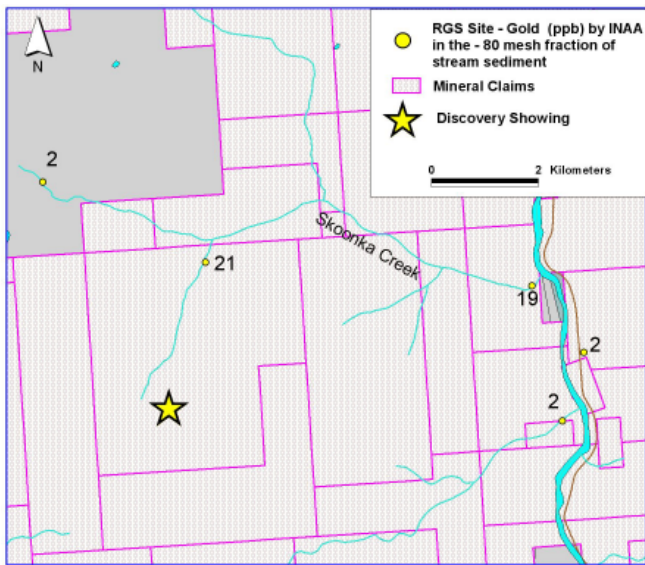 RGS Site - Gold (ppb) by INAA
in the - 80 mesh fraction of
stream sediment
N
Mineral Claims
Discovery Showing
0 2 Kilometers
2
Skoonka Creek
21
19
2
2